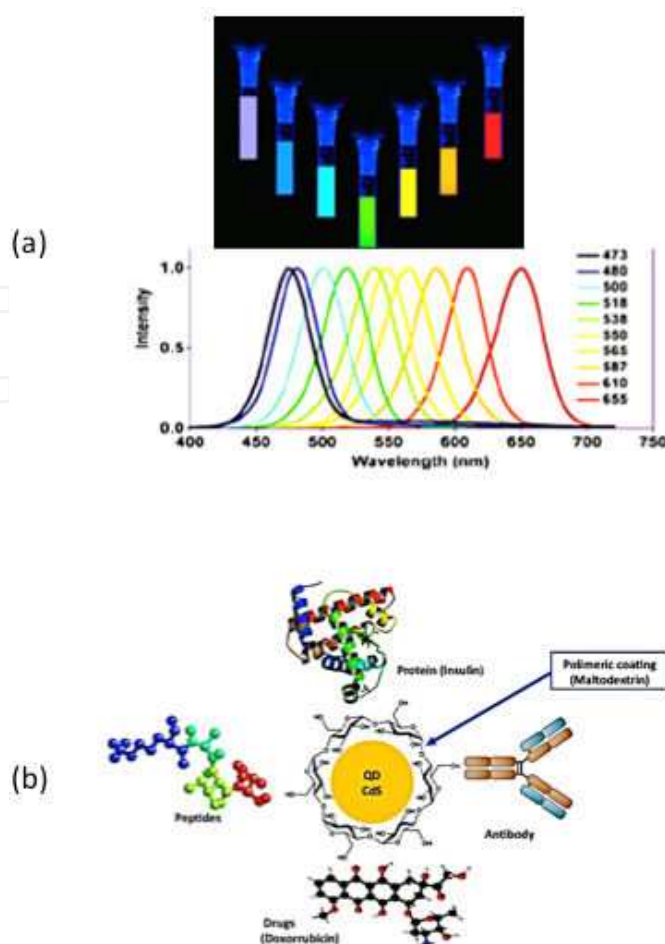 (a)
473
480
500
518
538
550
565
587
610
655
1.0
0.5
0.0
Intensity
400 450 500 550 600 650 700 750
Wavelength (nm)
(b)
Protein (Insulin)
Polimeric coating
(Maltodextrin)
QD
CdS
Peptides
Antibody
Drugs
(Doxorrubicin)